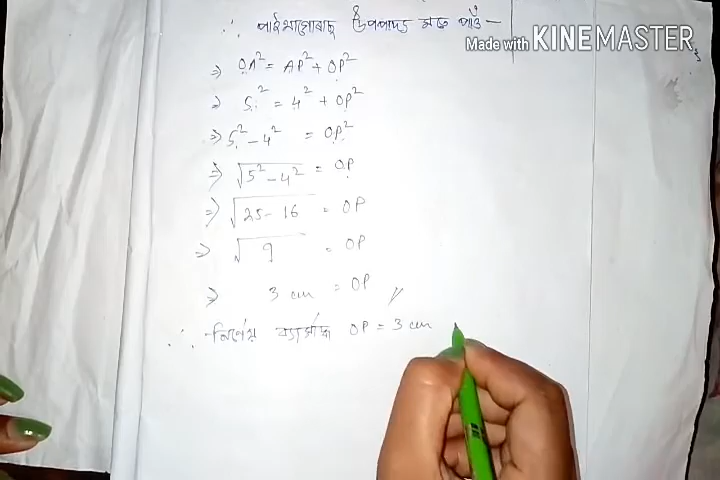 ∴ পাইথাগোৰাছ উপপাদ্য মতে পাওঁ —
Made with KINEMASTER
⇒ OA² = AP² + OP²
⇒ 5² = 4² + OP²
⇒ 5² - 4² = OP²
⇒ √5² - 4² = OP
⇒ √25 - 16 = OP
⇒ √9 = OP
⇒ 3 cm = OP
∴ নিৰ্ণেয় ব্যাসাৰ্দ্ধ OP = 3 cm